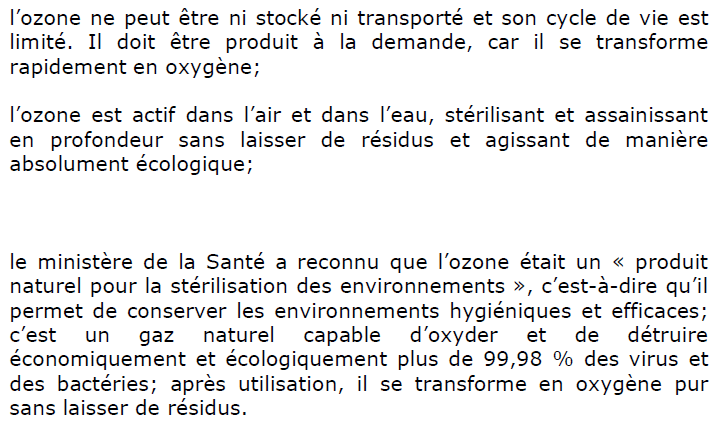 l’ozone ne peut être ni stocké ni transporté et son cycle de vie est
limité. Il doit être produit à la demande, car il se transforme
rapidement en oxygène;
l’ozone est actif dans l’air et dans l’eau, stérilisant et assainissant
en profondeur sans laisser de résidus et agissant de manière
absolument écologique;
le ministère de la Santé a reconnu que l’ozone était un « produit
naturel pour la stérilisation des environnements », c’est-à-dire qu’il
permet de conserver les environnements hygiéniques et efficaces;
c’est un gaz naturel capable d’oxyder et de détruire
économiquement et écologiquement plus de 99,98 % des virus et
des bactéries; après utilisation, il se transforme en oxygène pur
sans laisser de résidus.